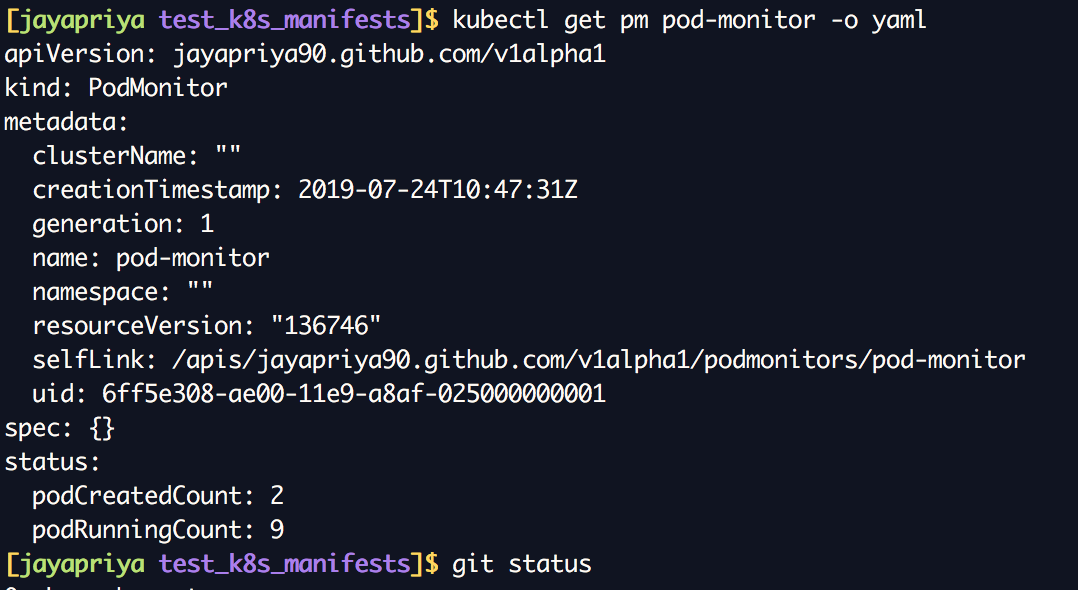 [jayapriya test_k8s_manifests]$ kubectl get pm pod-monitor -o yaml
apiVersion: jayapriya90.github.com/v1alpha1
kind: PodMonitor
metadata:
  clusterName: ""
  creationTimestamp: 2019-07-24T10:47:31Z
  generation: 1
  name: pod-monitor
  namespace: ""
  resourceVersion: "136746"
  selfLink: /apis/jayapriya90.github.com/v1alpha1/podmonitors/pod-monitor
  uid: 6ff5e308-ae00-11e9-a8af-025000000001
spec: {}
status:
  podCreatedCount: 2
  podRunningCount: 9
[jayapriya test_k8s_manifests]$ git status